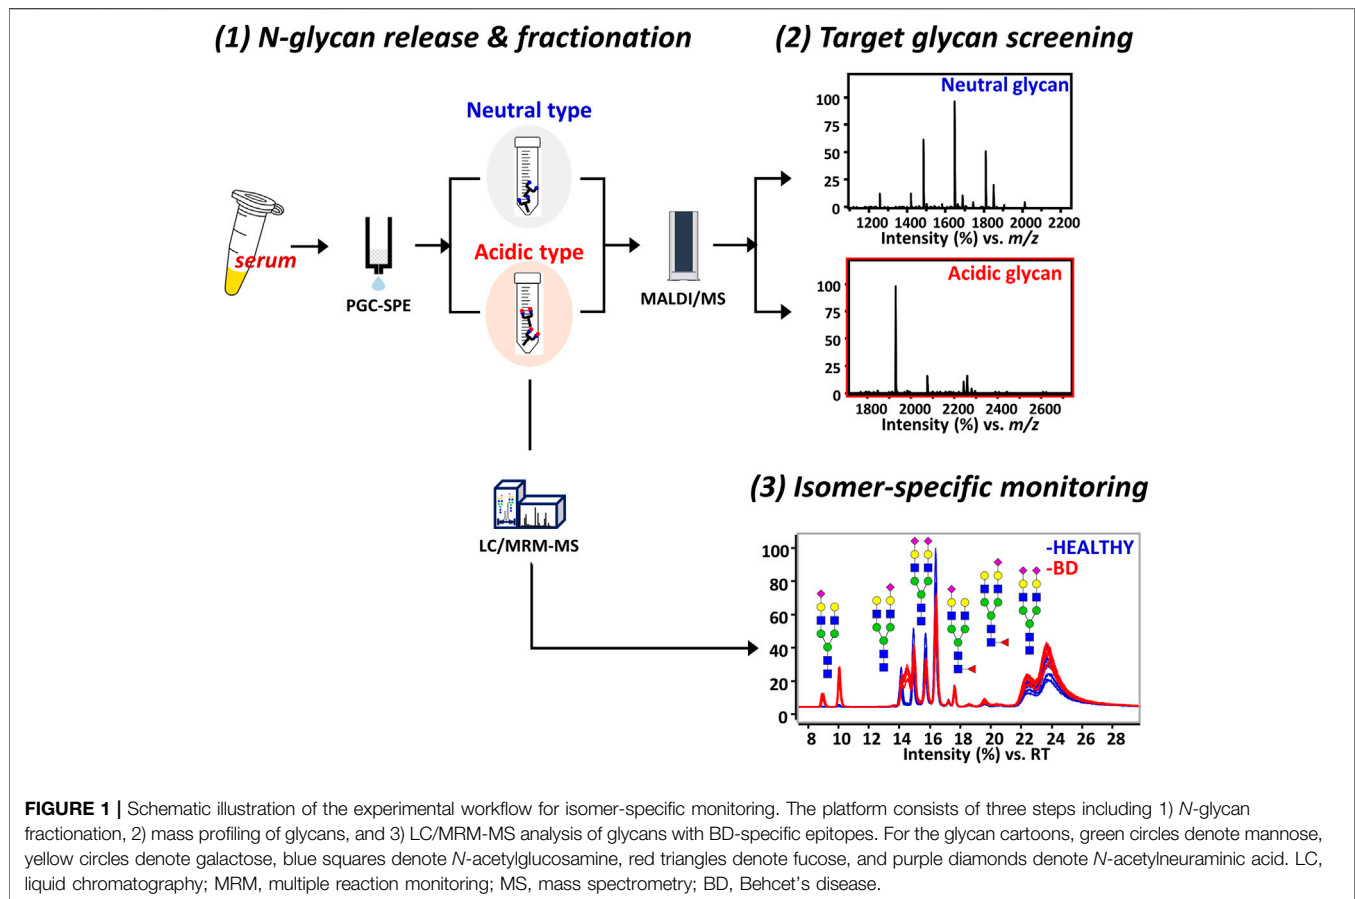 (1) N-glycan release & fractionation
(2) Target glycan screening
Neutral type
serum
PGC-SPE
Acidic type
MALDI/MS
Neutral glycan
100
75
50
25
0
1200 1400 1600 1800 2000 2200
Intensity (%) vs. m/z
Acidic glycan
100
75
50
25
0
1800 2000 2200 2400 2600
Intensity (%) vs. m/z
LC/MRM-MS
(3) Isomer-specific monitoring
-HEALTHY
-BD
100
80
60
40
20
0
8 10 12 14 16 18 20 22 24 26 28
Intensity (%) vs. RT
FIGURE 1 | Schematic illustration of the experimental workflow for isomer-specific monitoring. The platform consists of three steps including 1) N-glycan
fractionation, 2) mass profiling of glycans, and 3) LC/MRM-MS analysis of glycans with BD-specific epitopes. For the glycan cartoons, green circles denote mannose,
yellow circles denote galactose, blue squares denote N-acetylglucosamine, red triangles denote fucose, and purple diamonds denote N-acetylneuraminic acid. LC,
liquid chromatography; MRM, multiple reaction monitoring; MS, mass spectrometry; BD, Behcet's disease.